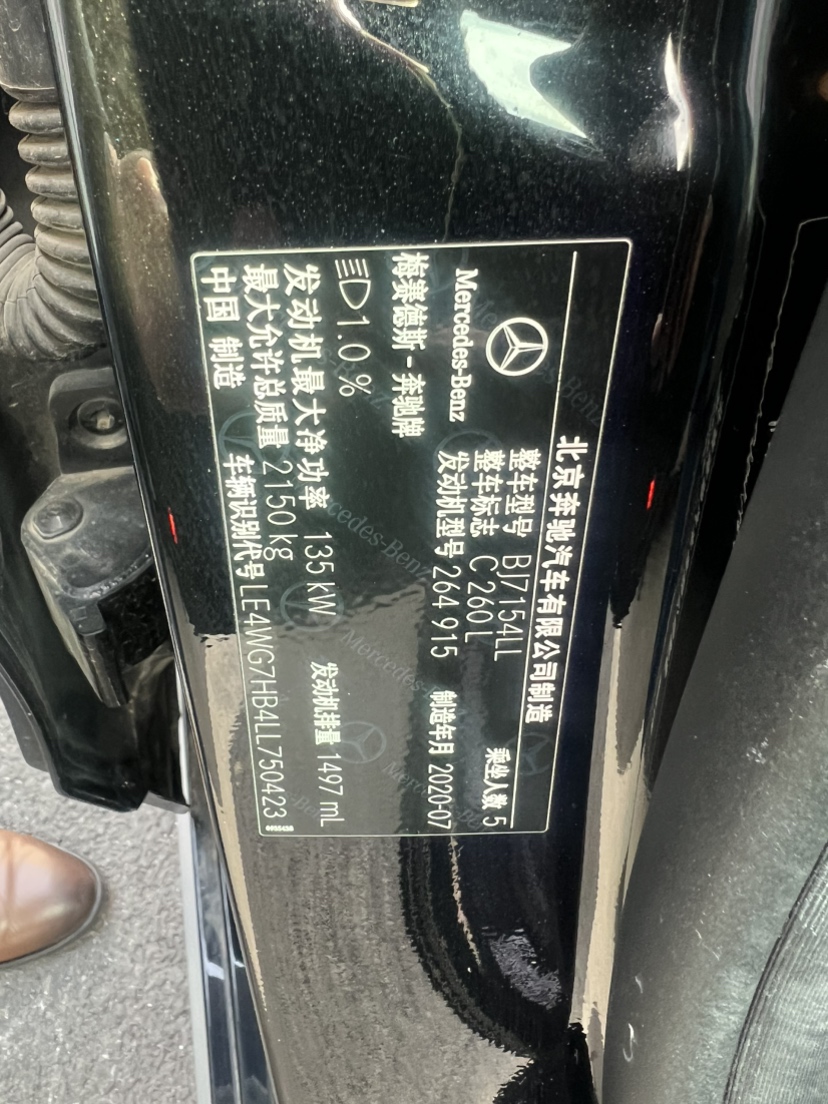 北京奔驰汽车有限公司制造
Mercedes-Benz
整车型号 BJ7154LL 乘坐人数 5
整车标志 C 260 L
梅赛德斯-奔驰牌 发动机型号 264 915 制造年月 2020-07
1.0 %
发动机最大净功率 135 kW 发动机排量 1497 mL
最大允许总质量 2150 kg
中国 制造 车辆识别代号 LE4WG7HB4LL750423